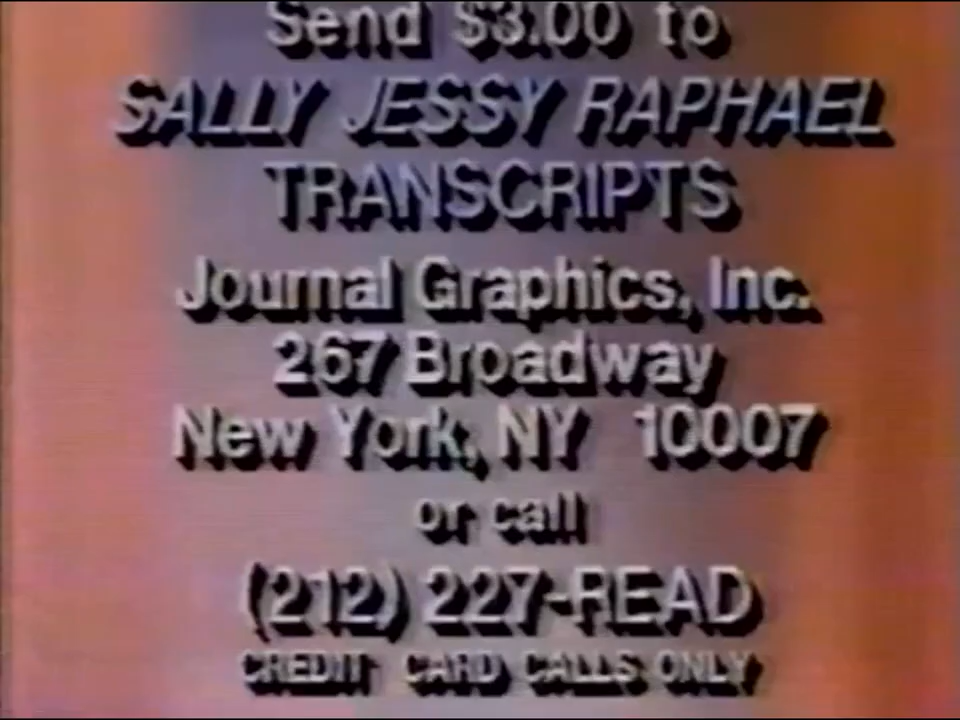 Send $3.00 to
SALLY JESSY RAPHAEL
TRANSCRIPTS
Journal Graphics, Inc.
267 Broadway
New York, NY 10007
or call
(212) 227-READ
CREDIT CARD CALLS ONLY